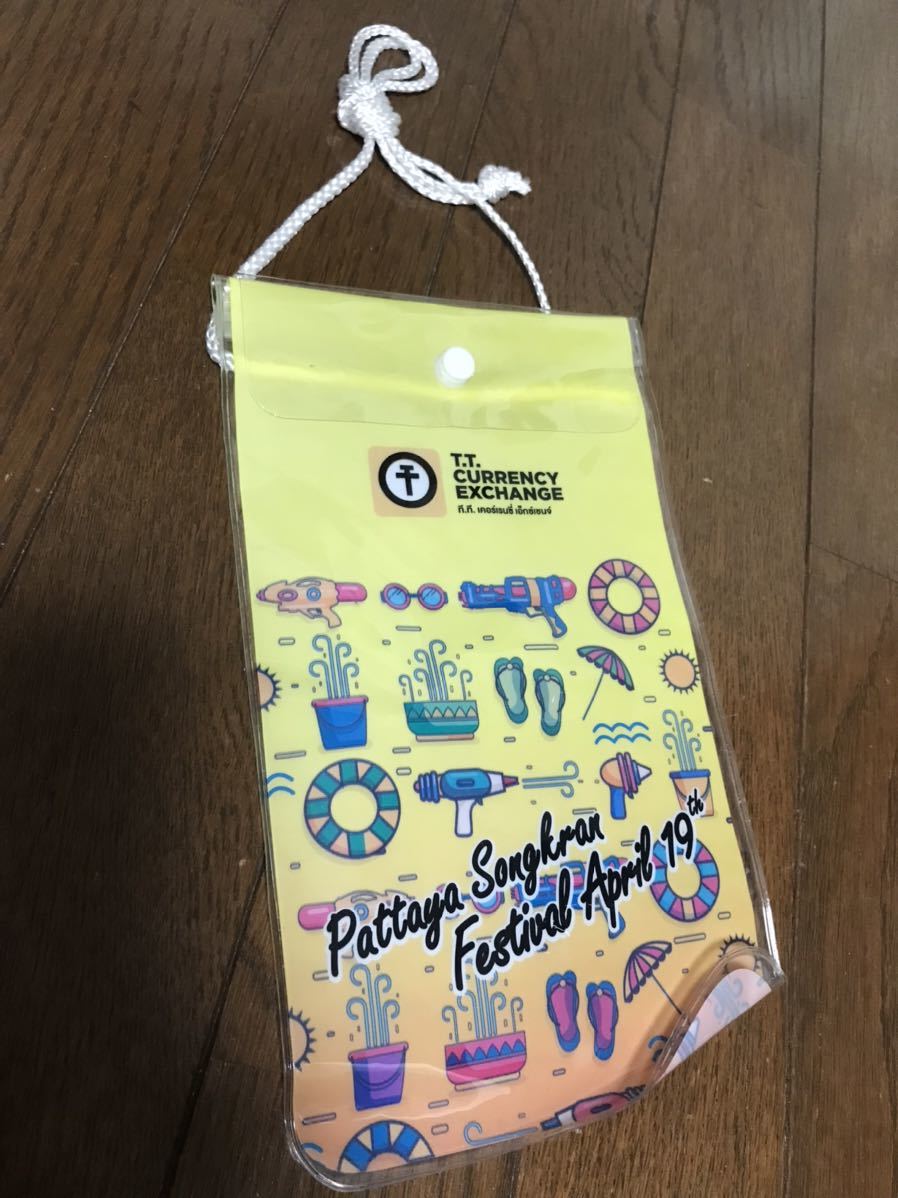 T.T.
CURRENCY
EXCHANGE
ที.ที. เคอร์เรนซี่ เอ็กซ์เชนจ์
Pattaya Songkran
Festival April 19th